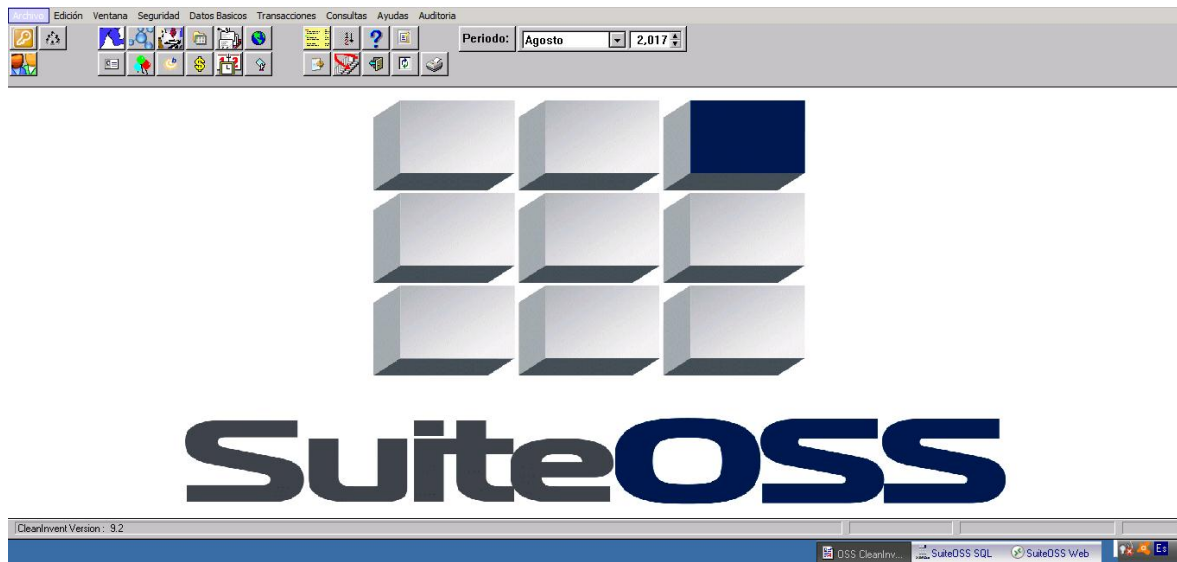 Archivo Edición Ventana Seguridad Datos Basicos Transacciones Consultas Ayudas Auditoria
Periodo: Agosto 2,017
SuiteOSS
CleanInvent Version : 9.2
OSS CleanInv... SuiteOSS SQL SuiteOSS Web Es